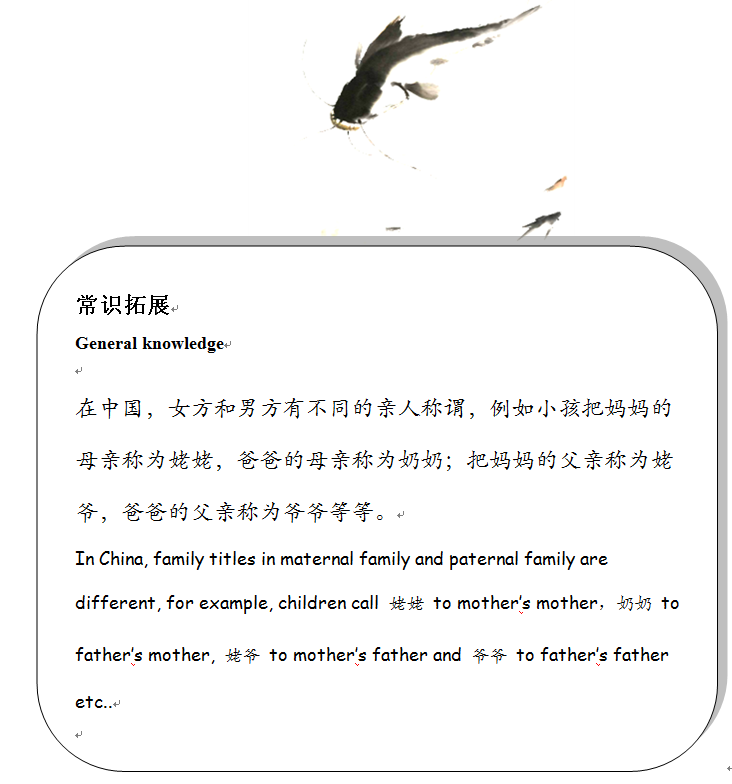 常识拓展
General knowledge
在中国，女方和男方有不同的亲人称谓，例如小孩把妈妈的
母亲称为姥姥，爸爸的母亲称为奶奶；把妈妈的父亲称为姥
爷，爸爸的父亲称为爷爷等等。
In China, family titles in maternal family and paternal family are
different, for example, children call 姥姥 to mother’s mother，奶奶 to
father’s mother, 姥爷 to mother’s father and 爷爷 to father’s father
etc..